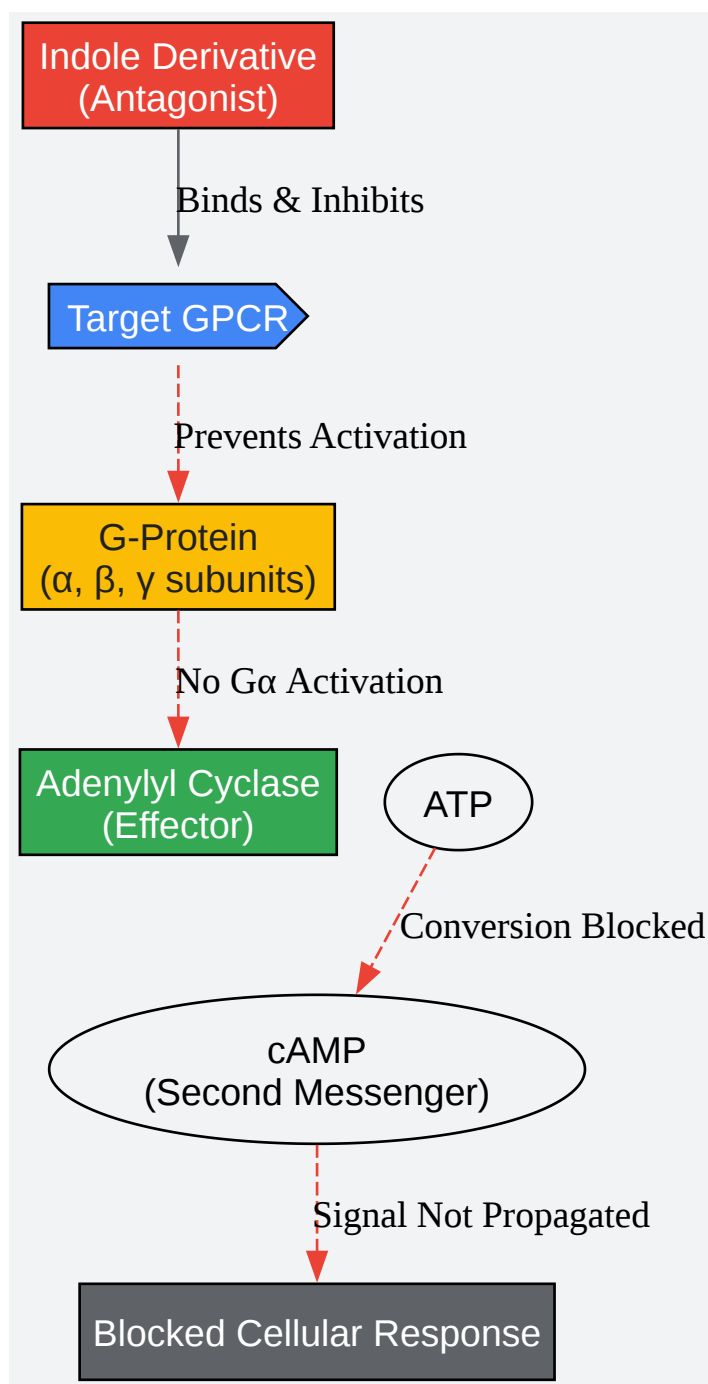 Indole Derivative
(Antagonist)
Binds & Inhibits
Target GPCR
Prevents Activation
G-Protein
(α, β, γ subunits)
No Gα Activation
Adenylyl Cyclase
(Effector)
ATP
Conversion Blocked
cAMP
(Second Messenger)
Signal Not Propagated
Blocked Cellular Response